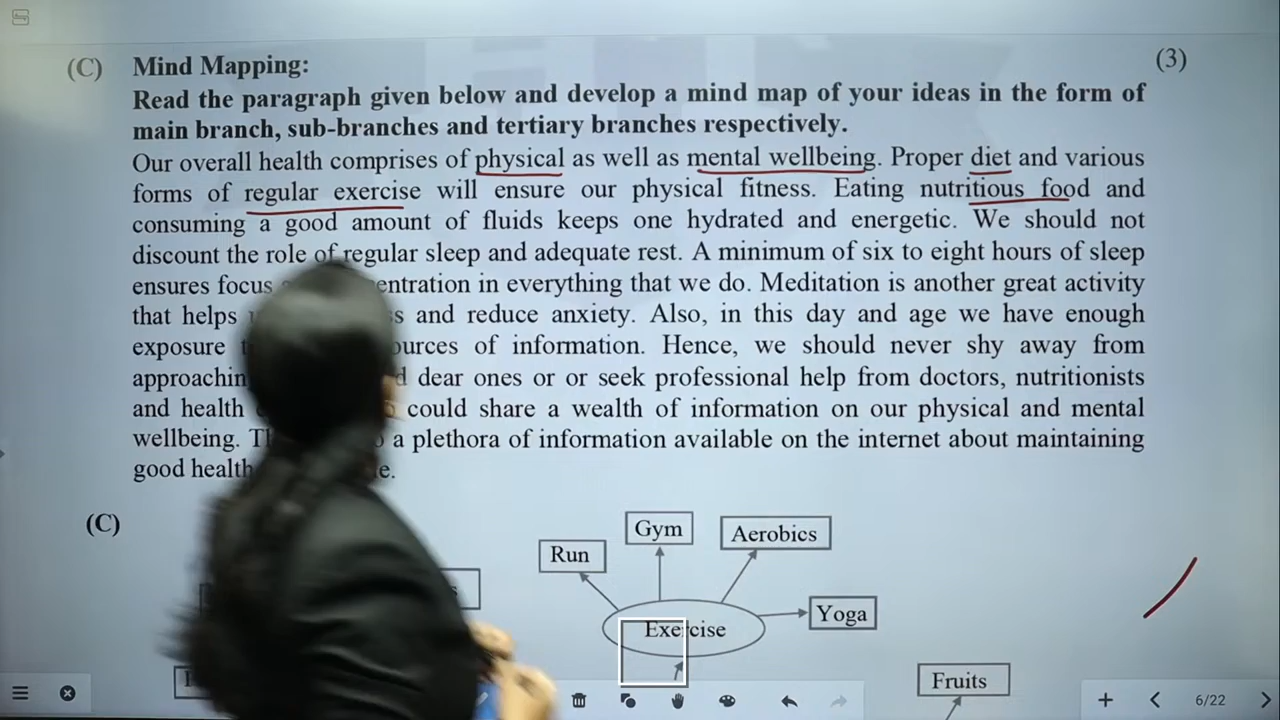 (C) Mind Mapping: (3)
Read the paragraph given below and develop a mind map of your ideas in the form of
main branch, sub-branches and tertiary branches respectively.
Our overall health comprises of physical as well as mental wellbeing. Proper diet and various
forms of regular exercise will ensure our physical fitness. Eating nutritious food and
consuming a good amount of fluids keeps one hydrated and energetic. We should not
discount the role of regular sleep and adequate rest. A minimum of six to eight hours of sleep
ensures focus entration in everything that we do. Meditation is another great activity
that helps s and reduce anxiety. Also, in this day and age we have enough
exposure ources of information. Hence, we should never shy away from
approachin d dear ones or or seek professional help from doctors, nutritionists
and health could share a wealth of information on our physical and mental
wellbeing. a plethora of information available on the internet about maintaining
good health e.
(C)
Gym
Aerobics
Run
Yoga
Exercise
Fruits
6/22